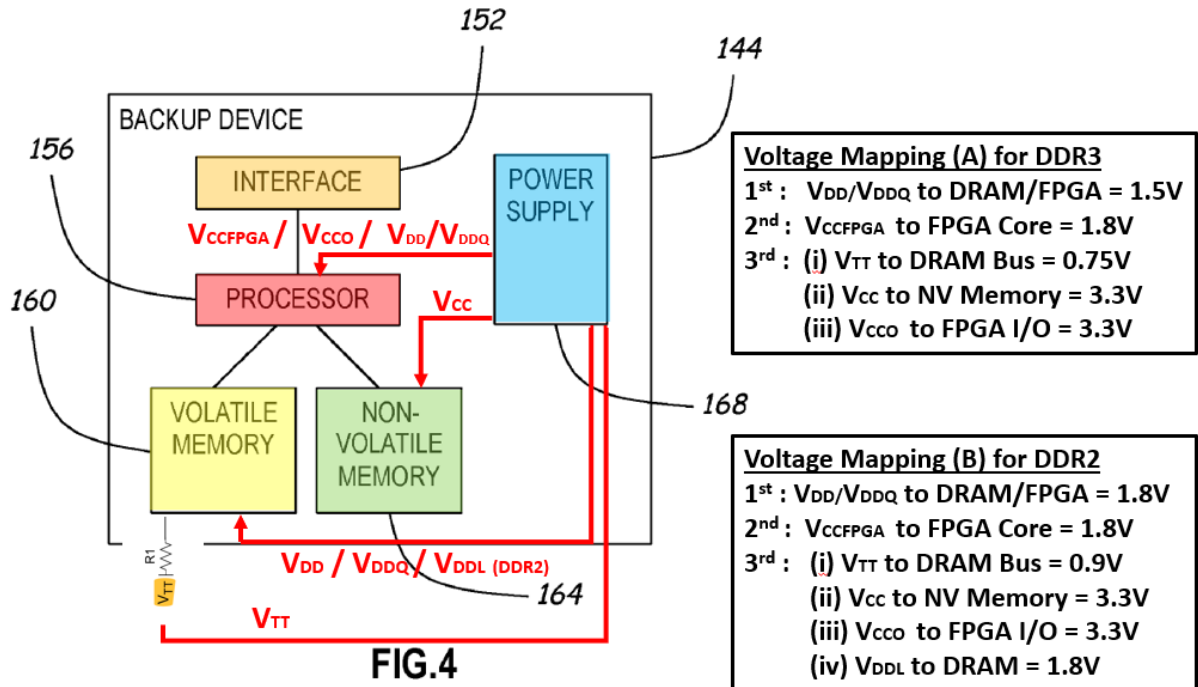 152
144
BACKUP DEVICE
156
INTERFACE
POWER
SUPPLY
VCCFPGA / VCCO / VDD/VDDQ
PROCESSOR
160
VCC
VOLATILE
MEMORY
NON-
VOLATILE
MEMORY
168
R1
VTT
VDD / VDDQ / VDDL (DDR2)
164
VTT
FIG.4
Voltage Mapping (A) for DDR3
1st : VDD/VDDQ to DRAM/FPGA = 1.5V
2nd : VCCFPGA to FPGA Core = 1.8V
3rd : (i) VTT to DRAM Bus = 0.75V
(ii) VCC to NV Memory = 3.3V
(iii) VCCO to FPGA I/O = 3.3V
Voltage Mapping (B) for DDR2
1st : VDD/VDDQ to DRAM/FPGA = 1.8V
2nd : VCCFPGA to FPGA Core = 1.8V
3rd : (i) VTT to DRAM Bus = 0.9V
(ii) VCC to NV Memory = 3.3V
(iii) VCCO to FPGA I/O = 3.3V
(iv) VDDL to DRAM = 1.8V